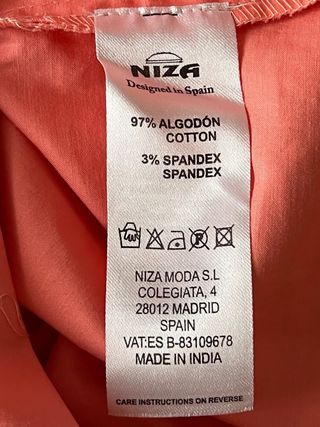 NIZA
Designed in Spain
97% ALGODÓN
COTTON
3% SPANDEX
SPANDEX
NIZA MODA S.L
COLEGIATA, 4
28012 MADRID
SPAIN
VAT:ES B-83109678
MADE IN INDIA
CARE INSTRUCTIONS ON REVERSE